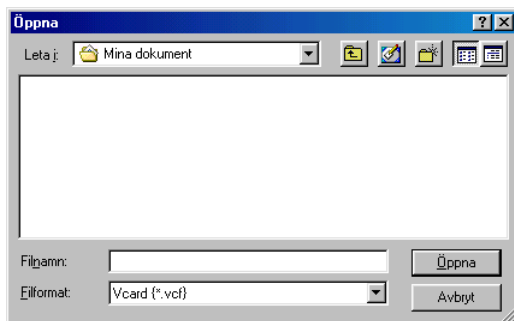 Öppna
Leta i: Mina dokument
Filnamn: Öppna
Filformat: Vcard {*.vcf} Avbryt